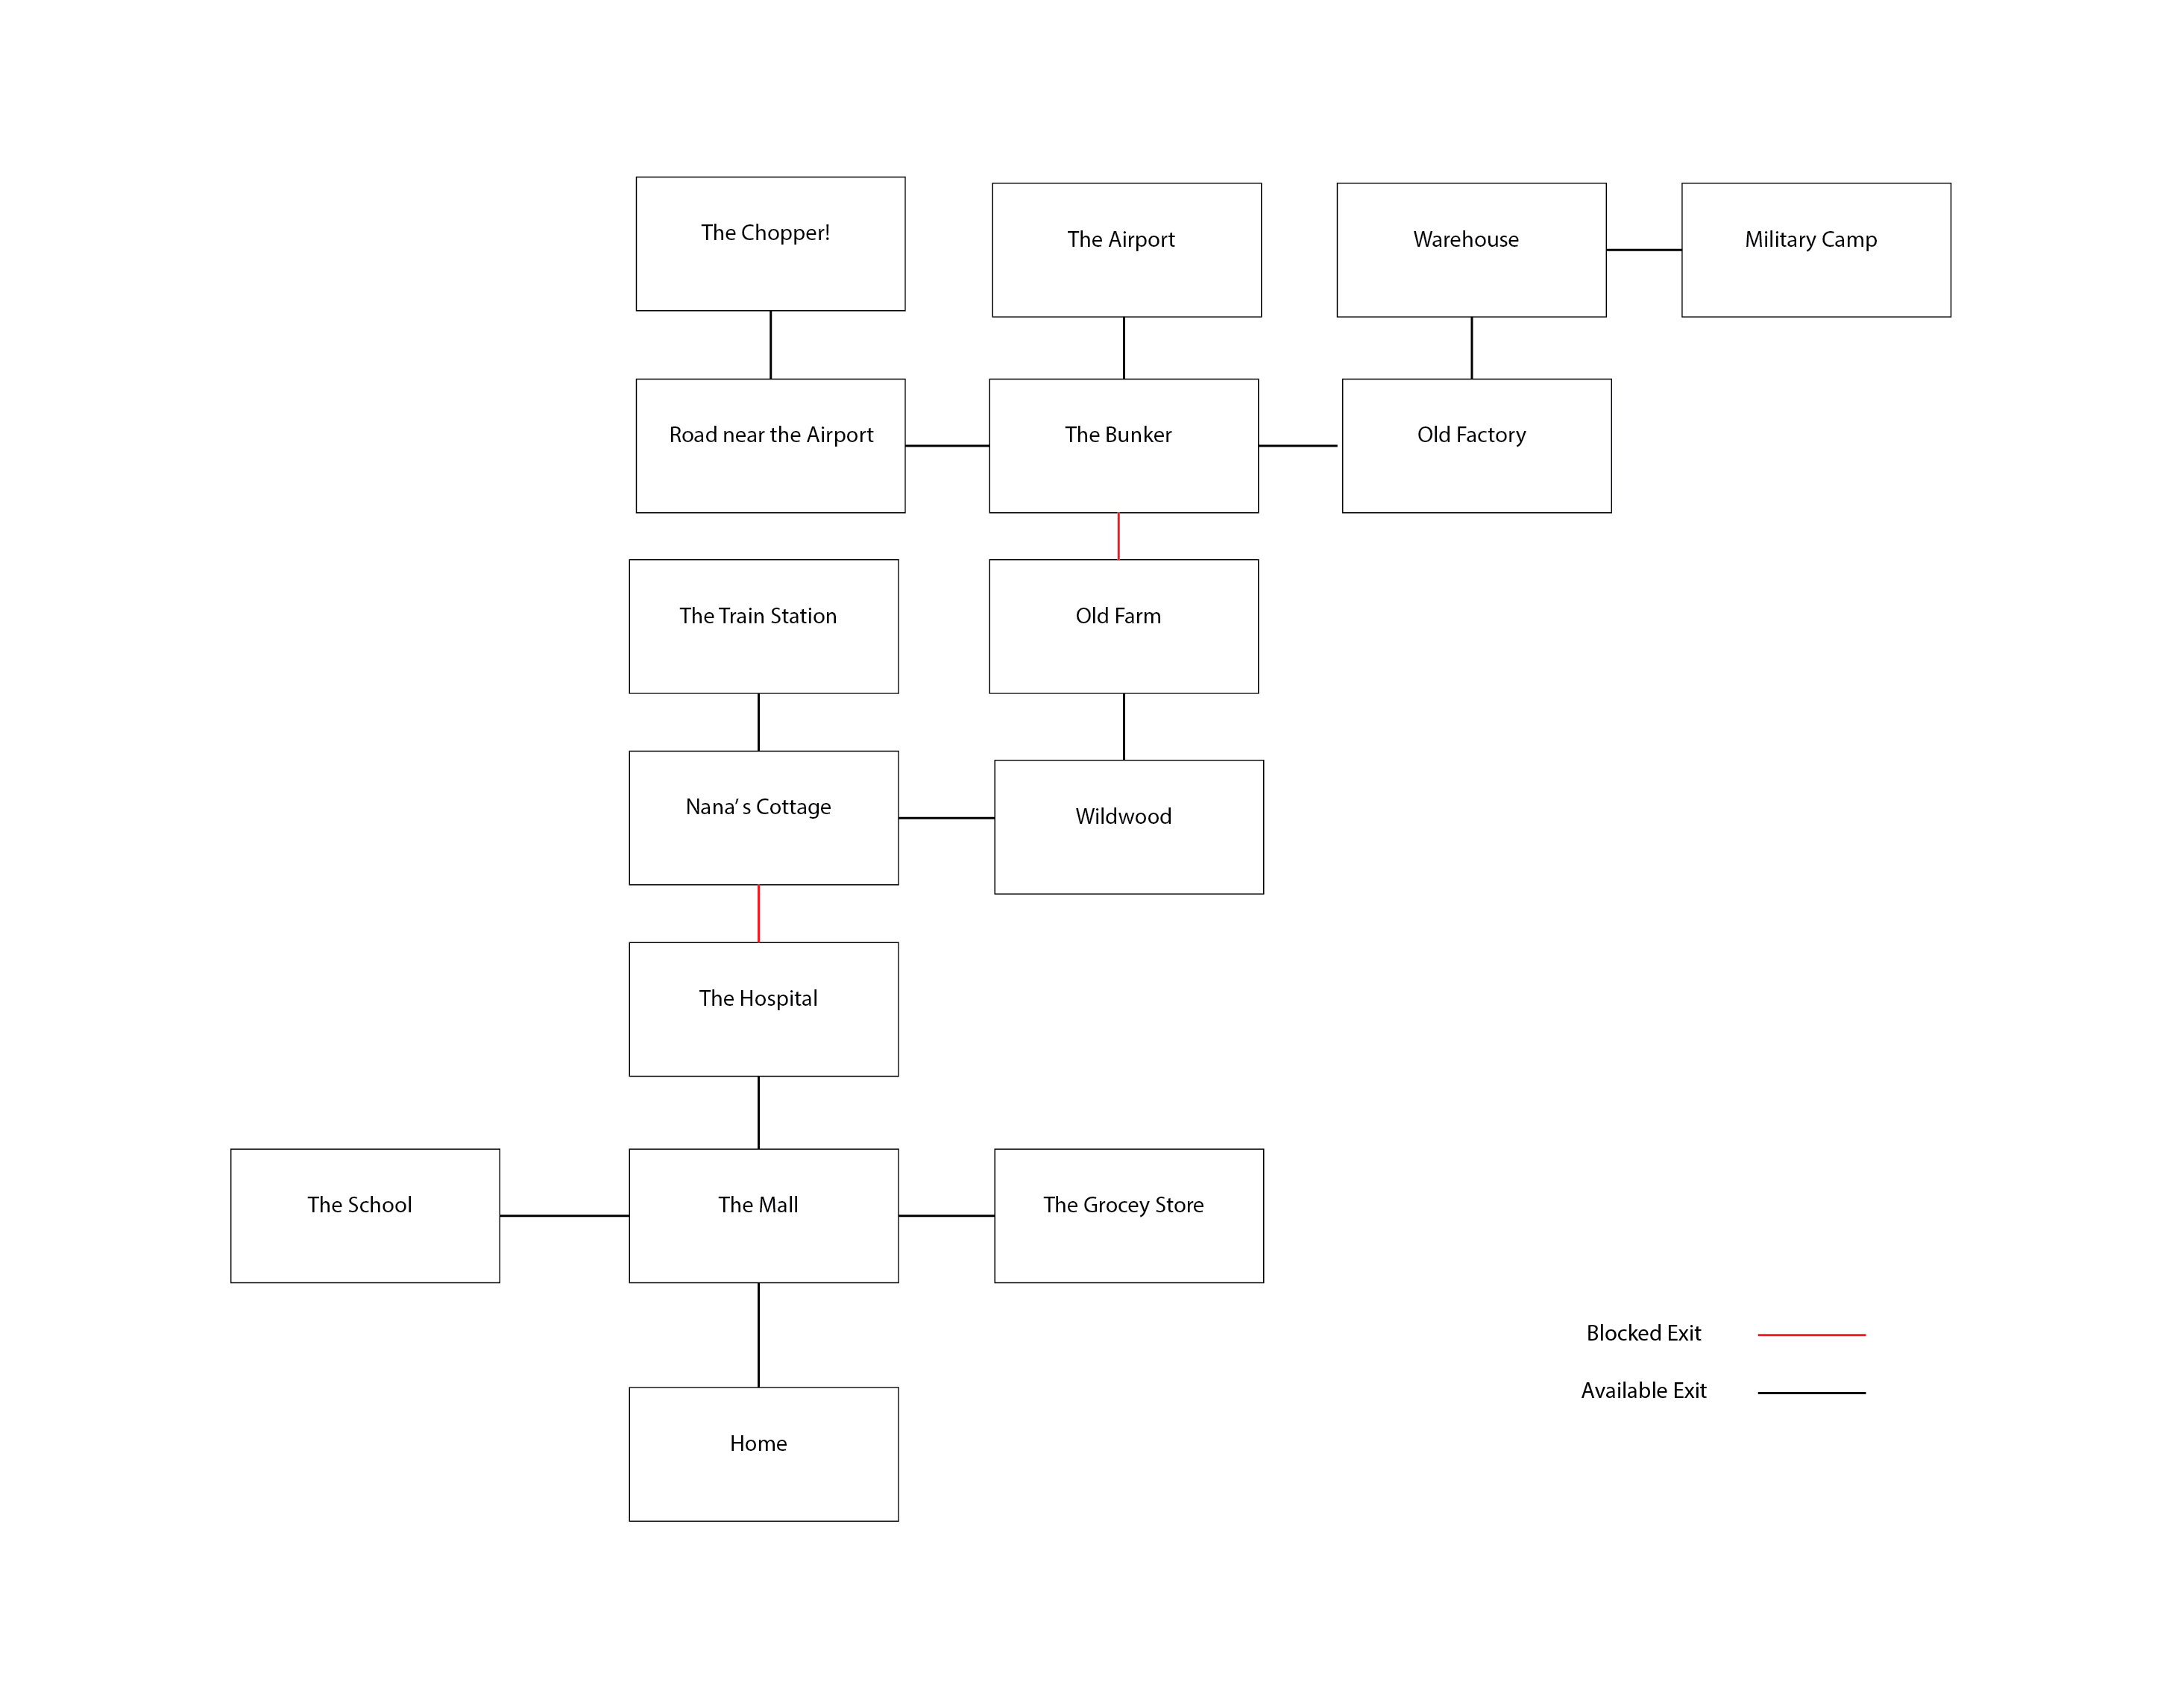 The Chopper!
The Airport
Warehouse
Military Camp
Road near the Airport
The Bunker
Old Factory
The Train Station
Old Farm
Nana’ s Cottage
Wildwood
The Hospital
The School
The Mall
The Grocey Store
Blocked Exit
Available Exit
Home